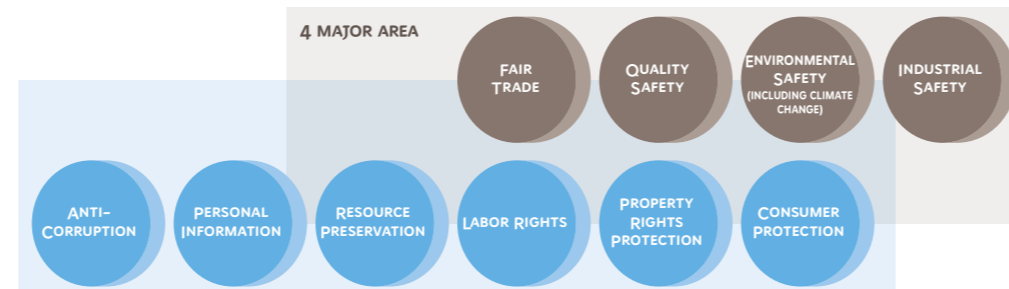 4 MAJOR AREA
FAIR
TRADE
QUALITY
SAFETY
ENVIRONMENTAL
SAFETY
(INCLUDING CLIMATE
CHANGE)
INDUSTRIAL
SAFETY
ANTI-
CORRUPTION
PERSONAL
INFORMATION
RESOURCE
PRESERVATION
LABOR RIGHTS
PROPERTY
RIGHTS
PROTECTION
CONSUMER
PROTECTION